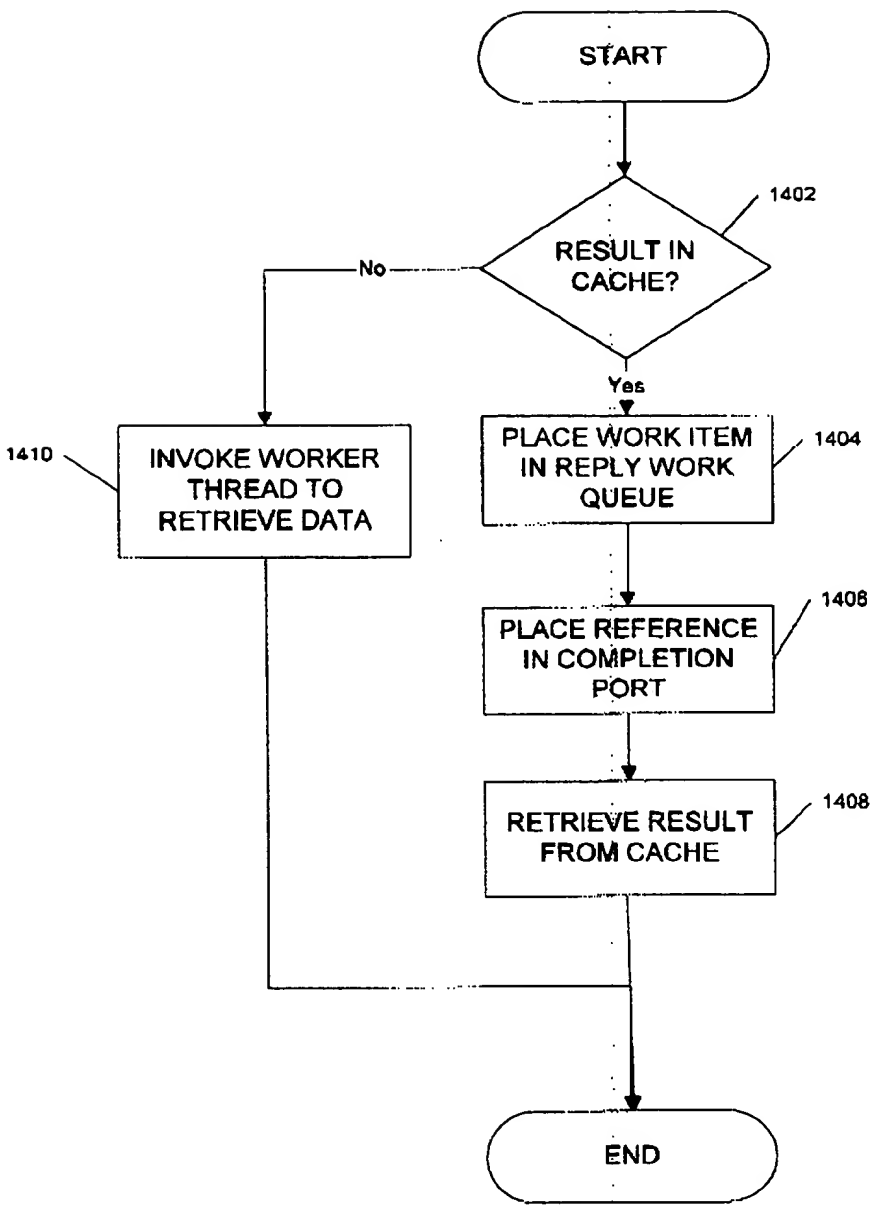 START
1402
RESULT IN
CACHE?
No
Yes
1410
INVOKE WORKER
THREAD TO
RETRIEVE DATA
PLACE WORK ITEM
IN REPLY WORK
QUEUE
1404
PLACE REFERENCE
IN COMPLETION
PORT
1408
RETRIEVE RESULT
FROM CACHE
1408
END